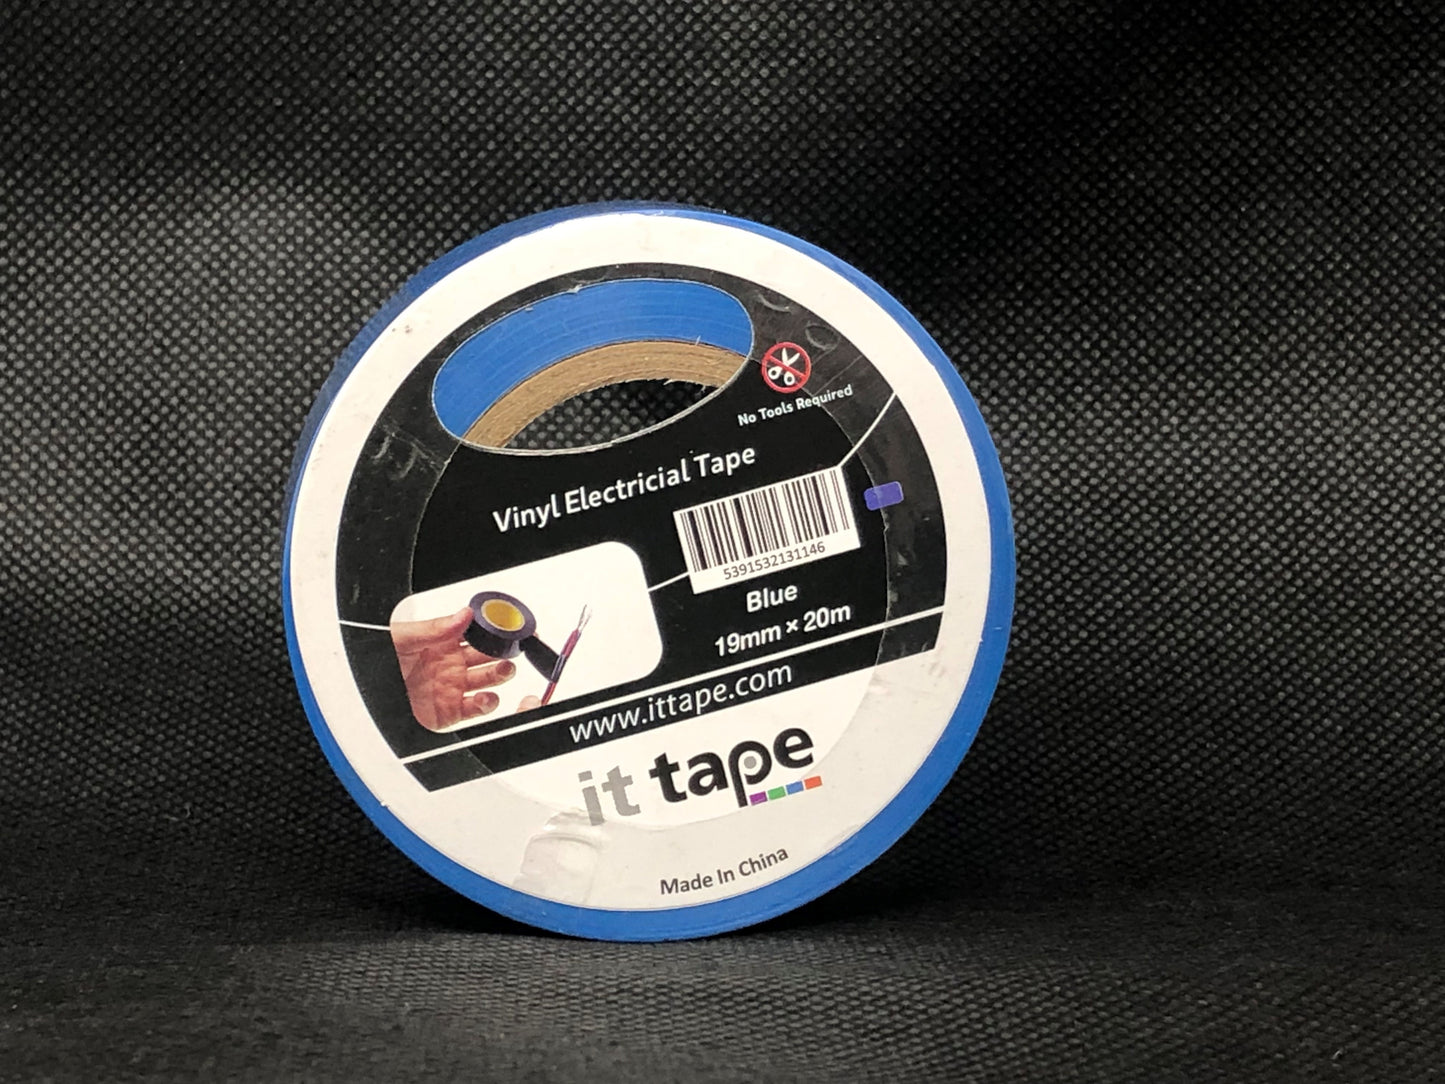 No Tools Required
Vinyl Electricial Tape
5391532131146
Blue
19mm × 20m
www.ittape.com
it tape
Made In China